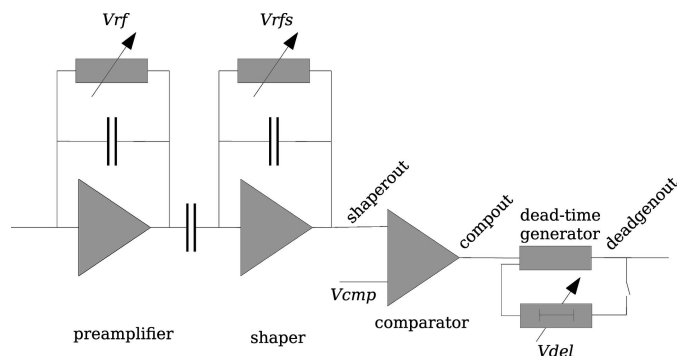 Vrf
Vrfs
shaperout
compout
dead-time
generator
deadgenout
Vcmp
preamplifier
shaper
comparator
Vdel